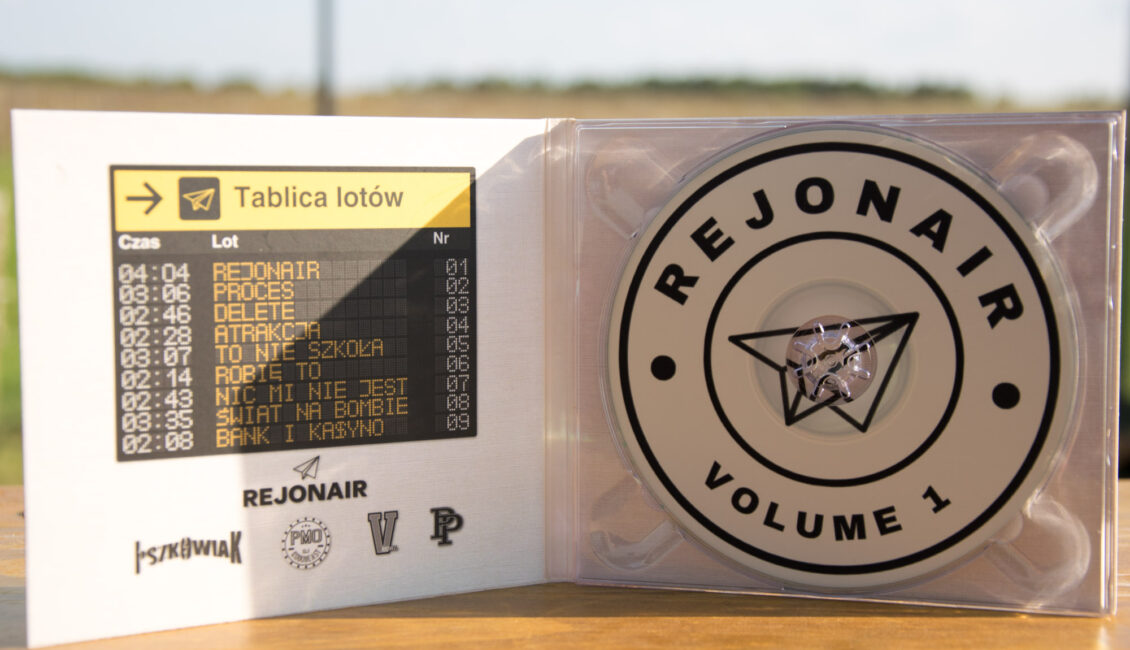 Tablica lotów
Czas Lot Nr
04:04 REJONAIR 01
03:06 PROCES 02
02:46 DELETE 03
02:28 ATRAKCJA 04
03:07 TO NIE SZKOŁA 05
02:14 ROBIĘ TO 06
02:43 NIC MI NIE JEST 07
03:35 ŚWIAT NA BOMBIE 08
02:08 BANK I KA$YNO 09
REJONAIR
PMO
V
PP
REJONAIR
VOLUME 1